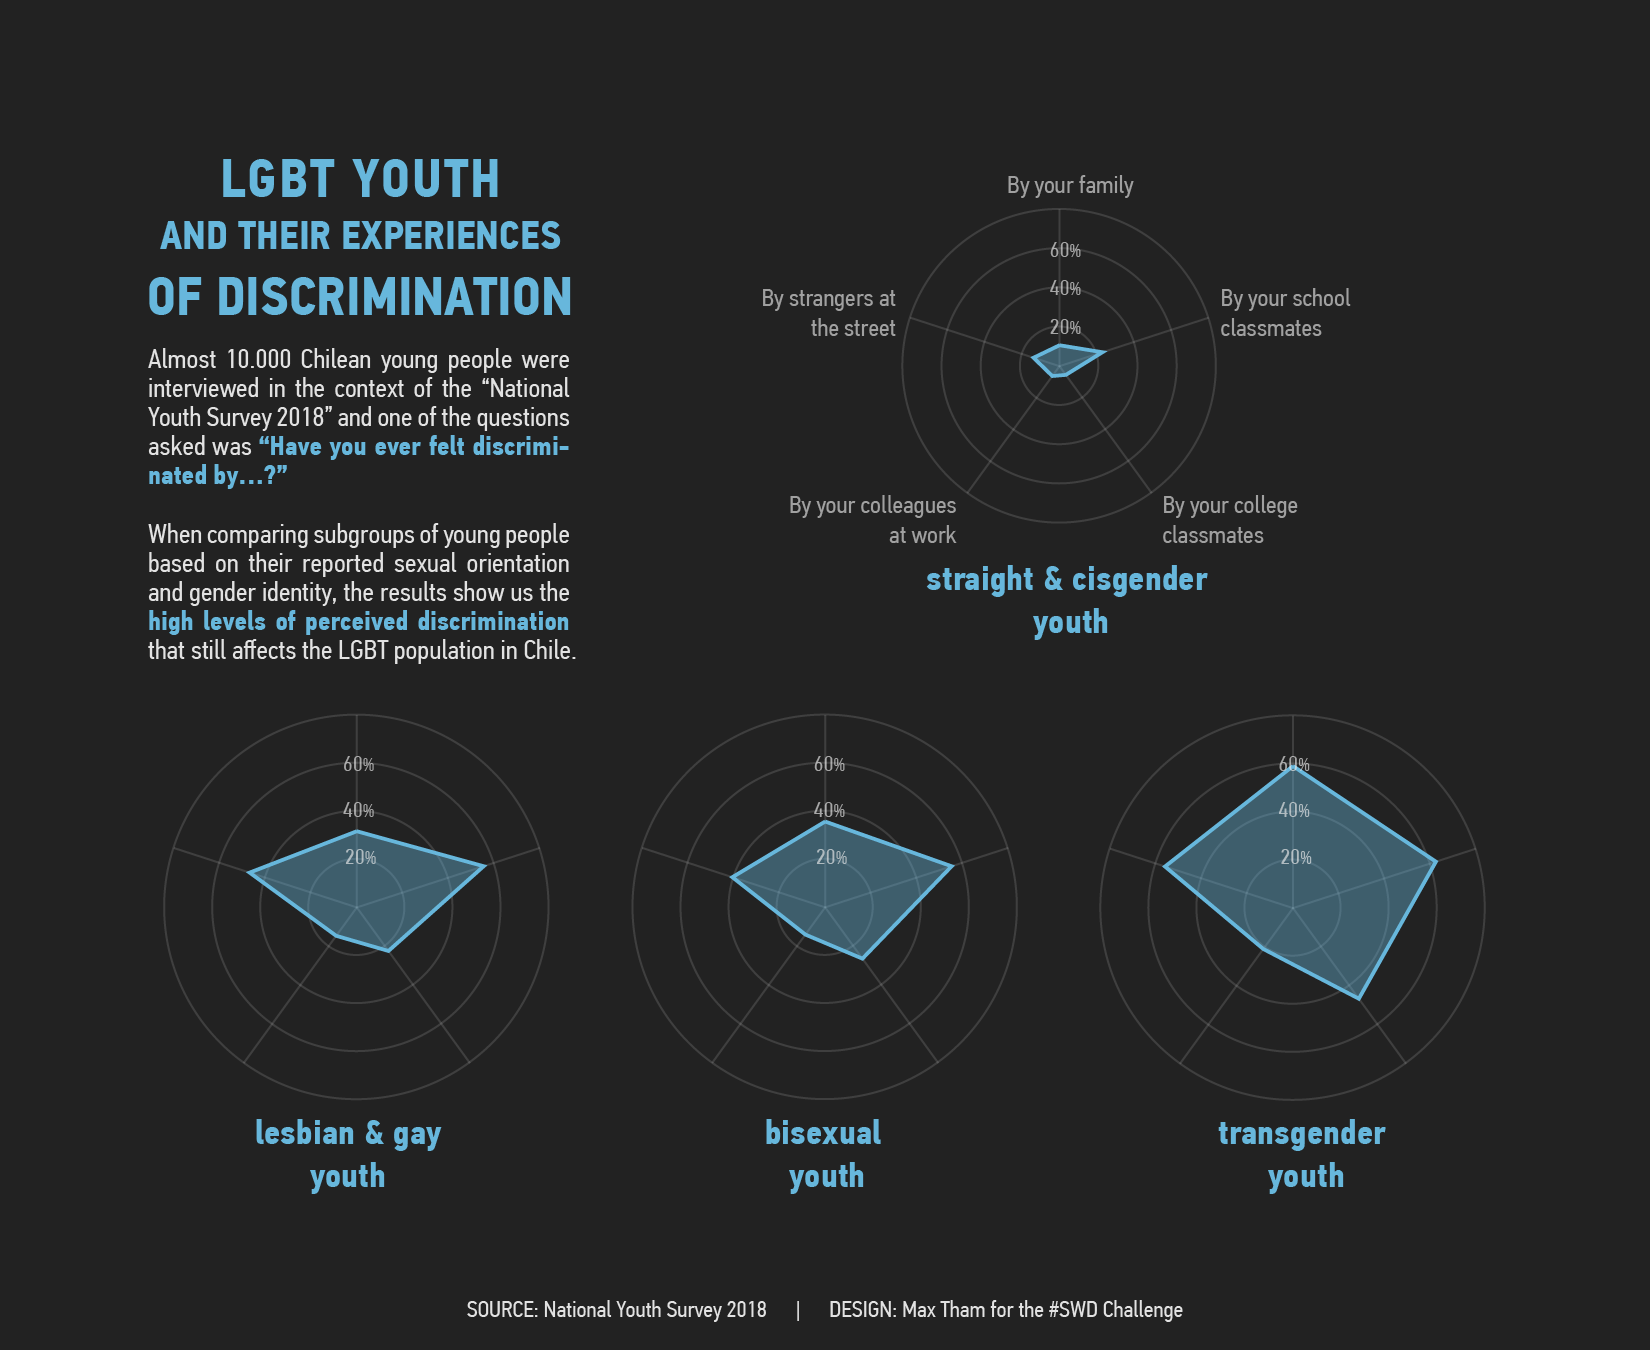 LGBT YOUTH
AND THEIR EXPERIENCES
OF DISCRIMINATION
Almost 10.000 Chilean young people were
interviewed in the context of the “National
Youth Survey 2018” and one of the questions
asked was “Have you ever felt discrimi-
nated by...?”
When comparing subgroups of young people
based on their reported sexual orientation
and gender identity, the results show us the
high levels of perceived discrimination
that still affects the LGBT population in Chile.
By your family
60%
40%
20%
By strangers at
the street
By your school
classmates
By your colleagues
at work
By your college
classmates
straight & cisgender
youth
60%
40%
20%
lesbian & gay
youth
60%
40%
20%
bisexual
youth
60%
40%
20%
transgender
youth
SOURCE: National Youth Survey 2018 | DESIGN: Max Tham for the #SWD Challenge